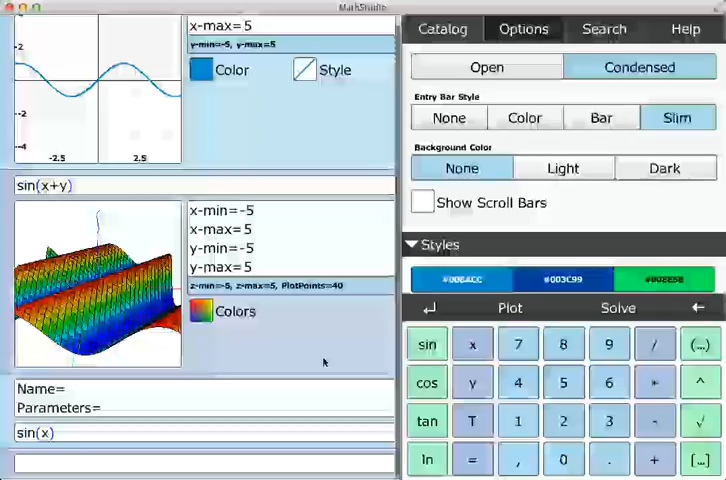 MathStudio
-2
-4
-2.5
2.5
x-max=5
y-min=-5, y-max=5
Color
Style
sin(x+y)
x-min=-5
x-max=5
y-min=-5
y-max=5
z-min=-5, z-max=5, PlotPoints=40
Colors
Name=
Parameters=
sin(x)
Catalog
Options
Search
Help
Open
Condensed
Entry Bar Style
None
Color
Bar
Slim
Background Color
None
Light
Dark
Show Scroll Bars
Styles
#003C99
Plot
Solve
sin
x
7
8
9
/
(...)
cos
y
4
5
6
*
^
tan
T
1
2
3
-
√
ln
=
,
0
.
+
[...]